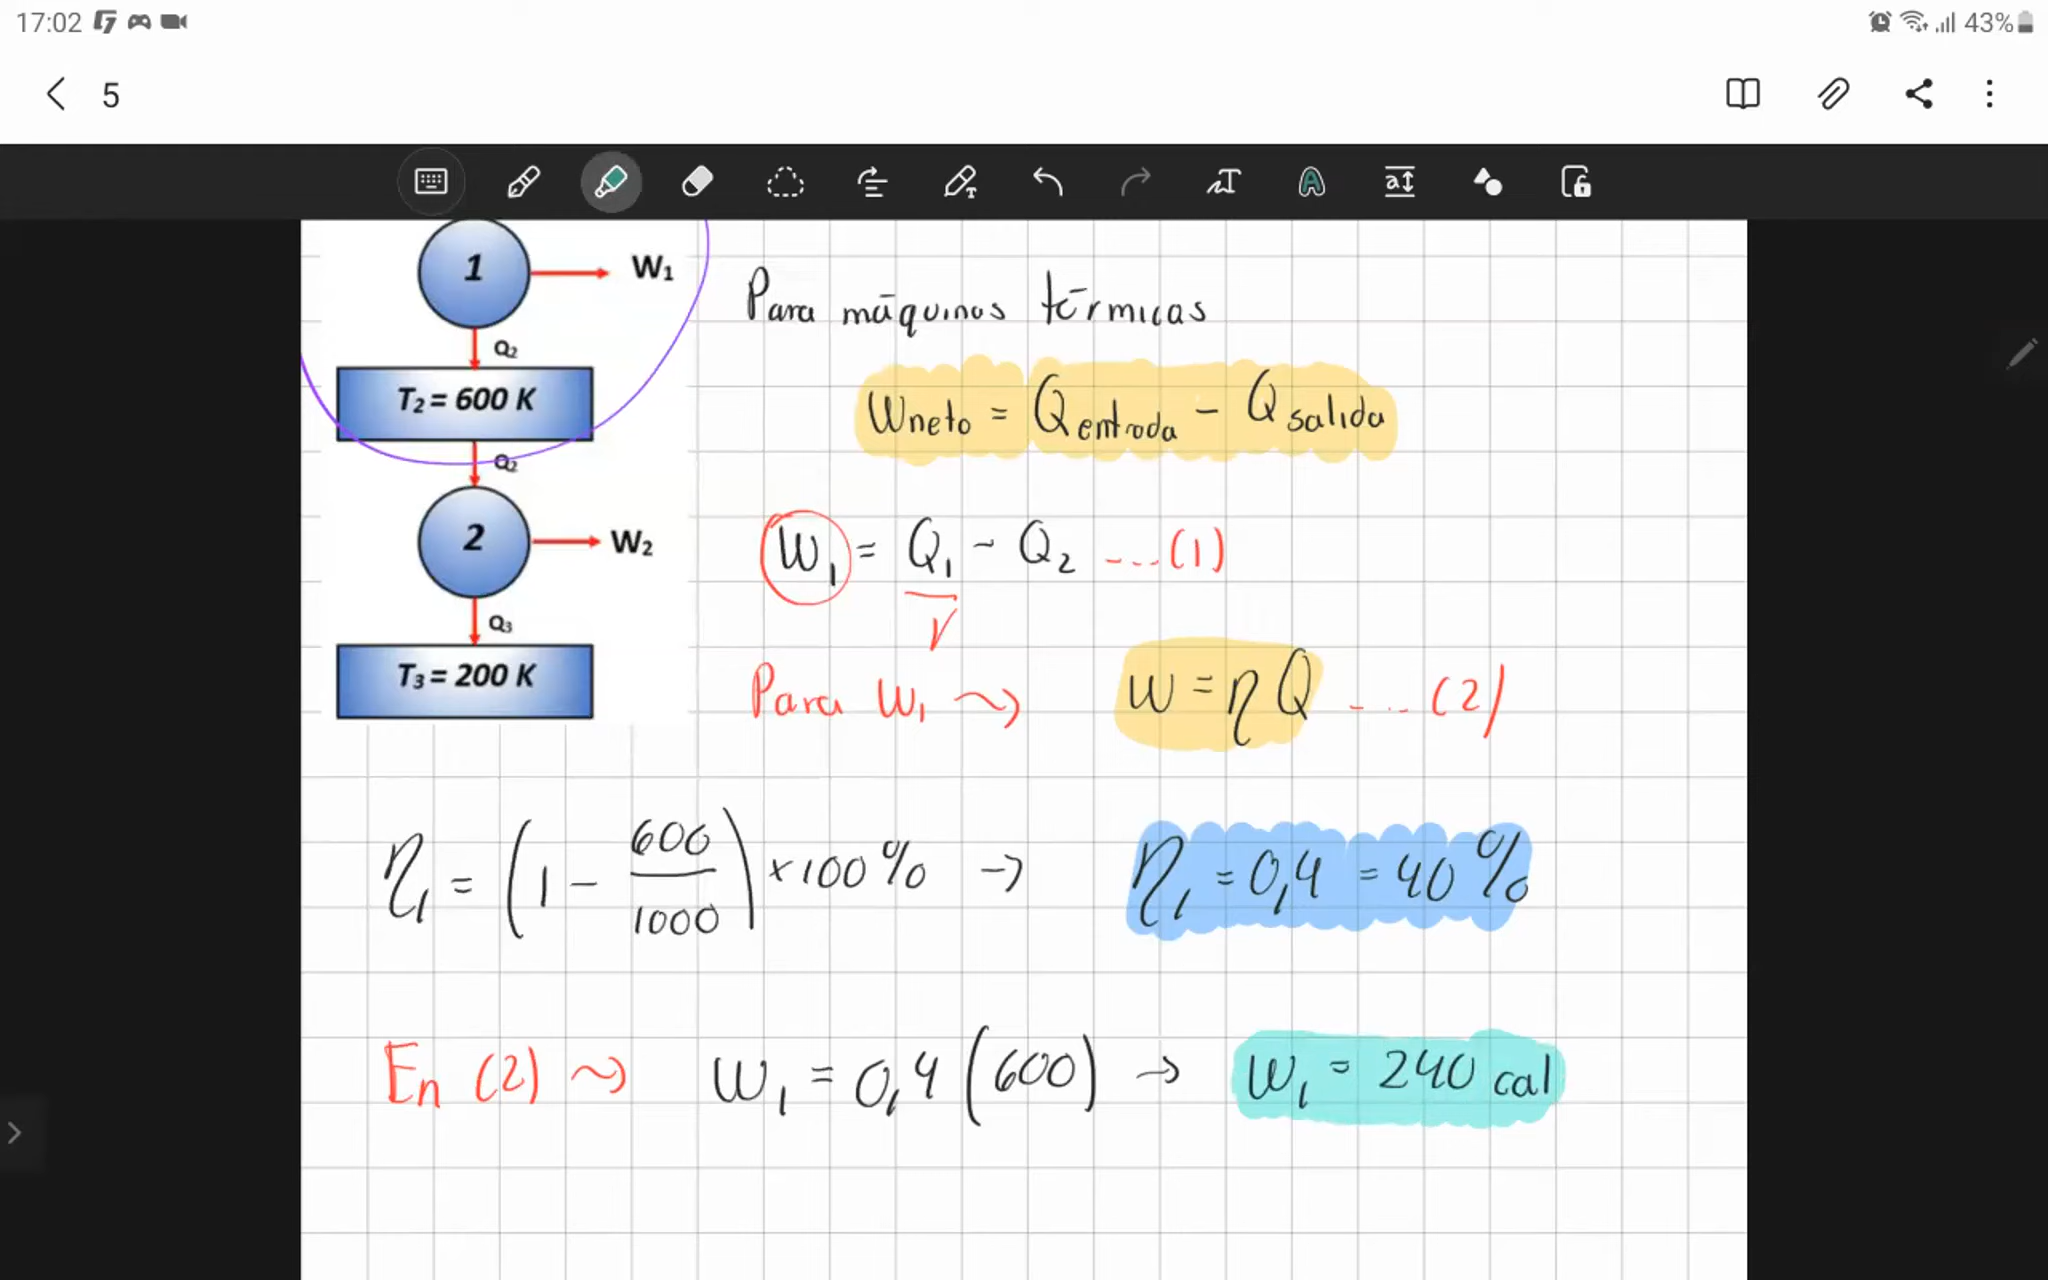 17:02
43%
5
1
W₁
Q₂
T₂ = 600 K
Q₂
2
W₂
Q₃
T₃ = 200 K
Para máquinas térmicas
Wneto = Qentrada - Qsalida
W₁ = Q₁ - Q₂ ....(1)
Para W₁ ⤳ W = η Q .....(2)
η₁ = (1 - 600/1000) × 100% → η₁ = 0,4 = 40%
En (2) ⤳ W₁ = 0,4 (600) → W₁ = 240 cal